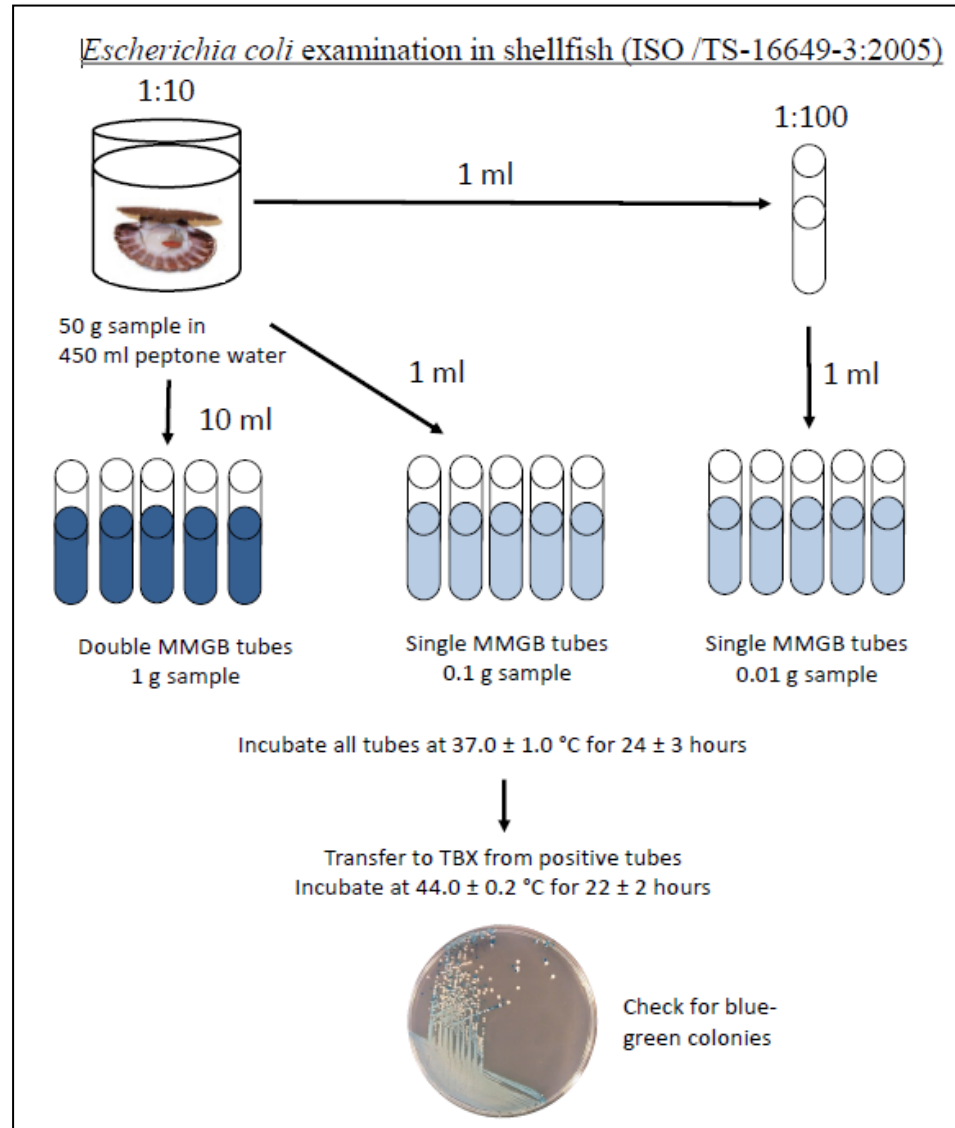 Escherichia coli examination in shellfish (ISO /TS-16649-3:2005)
1:10
1:100
1 ml
50 g sample in
450 ml peptone water
1 ml
1 ml
10 ml
Double MMGB tubes
1 g sample
Single MMGB tubes
0.1 g sample
Single MMGB tubes
0.01 g sample
Incubate all tubes at 37.0 ± 1.0 °C for 24 ± 3 hours
Transfer to TBX from positive tubes
Incubate at 44.0 ± 0.2 °C for 22 ± 2 hours
Check for blue-
green colonies